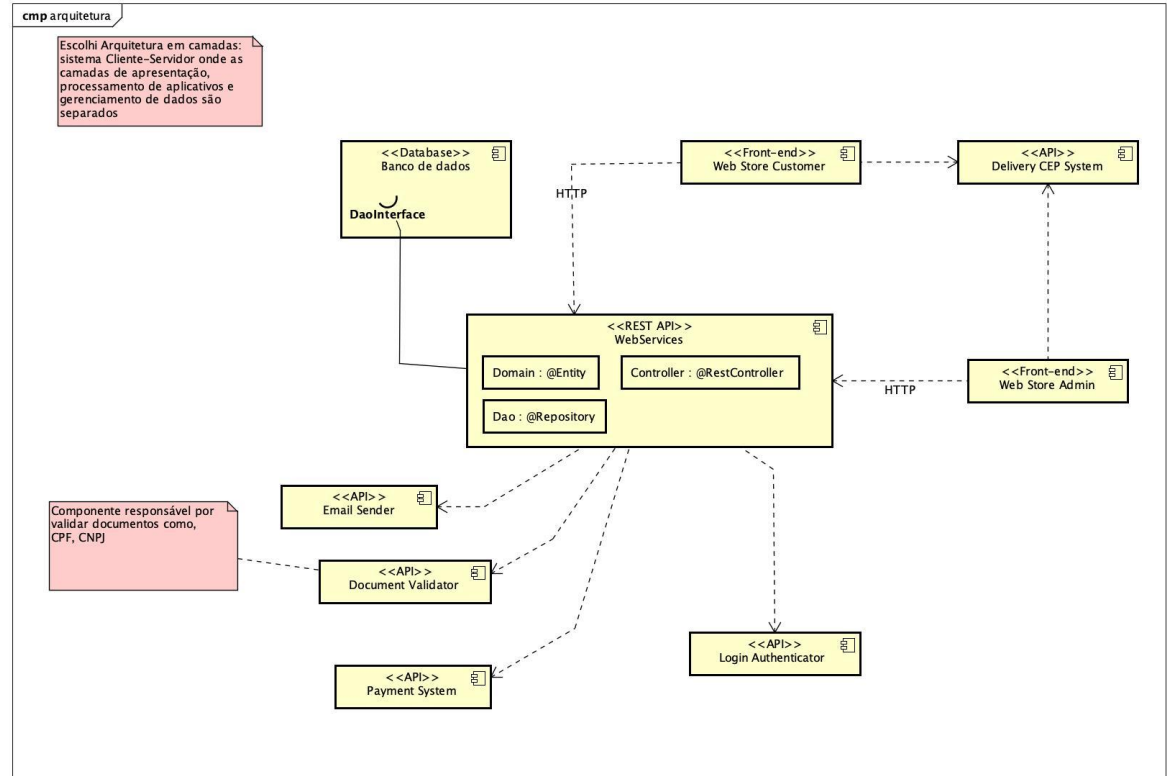 cmp arquitetura
Escolhi Arquitetura em camadas:
sistema Cliente-Servidor onde as
camadas de apresentação,
processamento de aplicativos e
gerenciamento de dados são
separados
<<Database>>
Banco de dados
DaoInterface
<<Front-end>>
Web Store Customer
<<API>>
Delivery CEP System
HTTP
<<REST API>>
WebServices
Domain : @Entity
Controller : @RestController
Dao : @Repository
<<Front-end>>
Web Store Admin
HTTP
<<API>>
Email Sender
Componente responsável por
validar documentos como,
CPF, CNPJ
<<API>>
Document Validator
<<API>>
Login Authenticator
<<API>>
Payment System